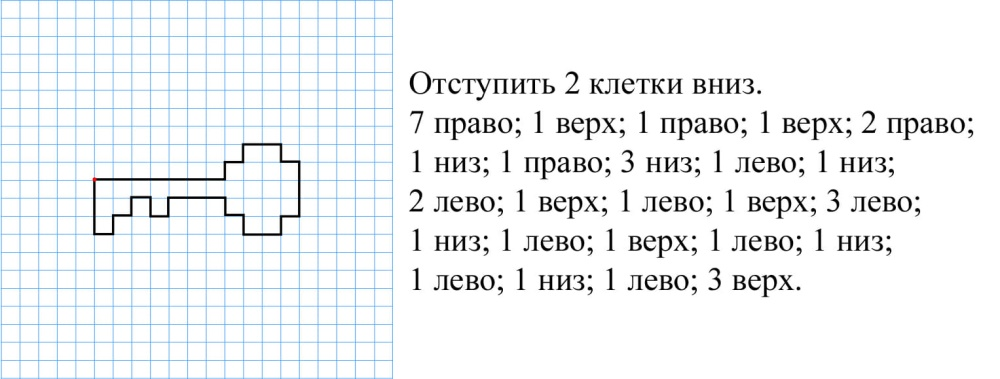 Отступить 2 клетки вниз.
7 право; 1 верх; 1 право; 1 верх; 2 право;
1 низ; 1 право; 3 низ; 1 лево; 1 низ;
2 лево; 1 верх; 1 лево; 1 верх; 3 лево;
1 низ; 1 лево; 1 верх; 1 лево; 1 низ;
1 лево; 1 низ; 1 лево; 3 верх.